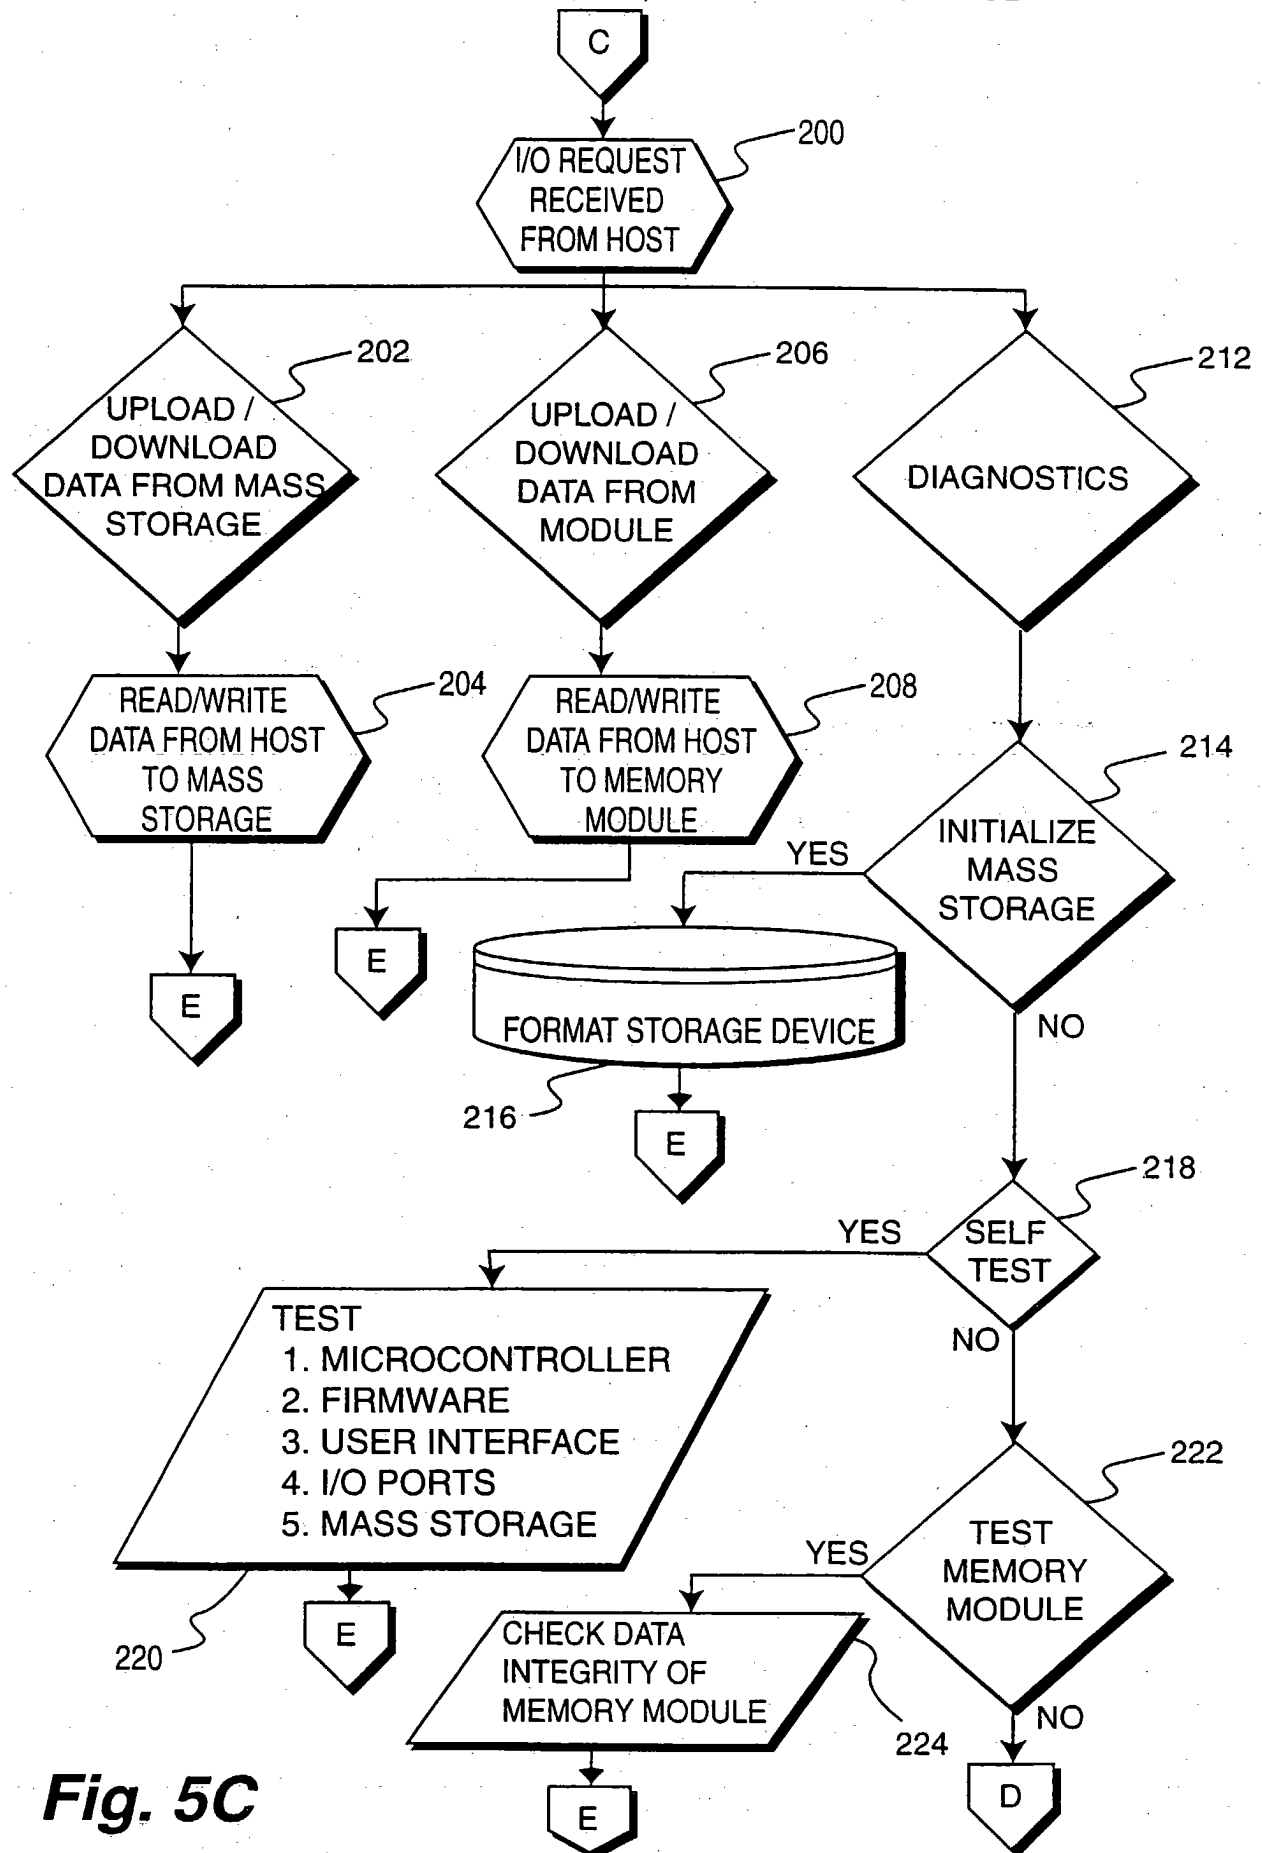 C
200
I/O REQUEST
RECEIVED
FROM HOST
202
UPLOAD /
DOWNLOAD
DATA FROM MASS
STORAGE
206
UPLOAD /
DOWNLOAD
DATA FROM
MODULE
212
DIAGNOSTICS
204
READ/WRITE
DATA FROM HOST
TO MASS
STORAGE
E
208
READ/WRITE
DATA FROM HOST
TO MEMORY
MODULE
E
214
INITIALIZE
MASS
STORAGE
YES
NO
FORMAT STORAGE DEVICE
216
E
218
SELF
TEST
YES
NO
TEST
1. MICROCONTROLLER
2. FIRMWARE
3. USER INTERFACE
4. I/O PORTS
5. MASS STORAGE
220
E
222
TEST
MEMORY
MODULE
YES
NO
CHECK DATA
INTEGRITY OF
MEMORY MODULE
224
E
D
Fig. 5C